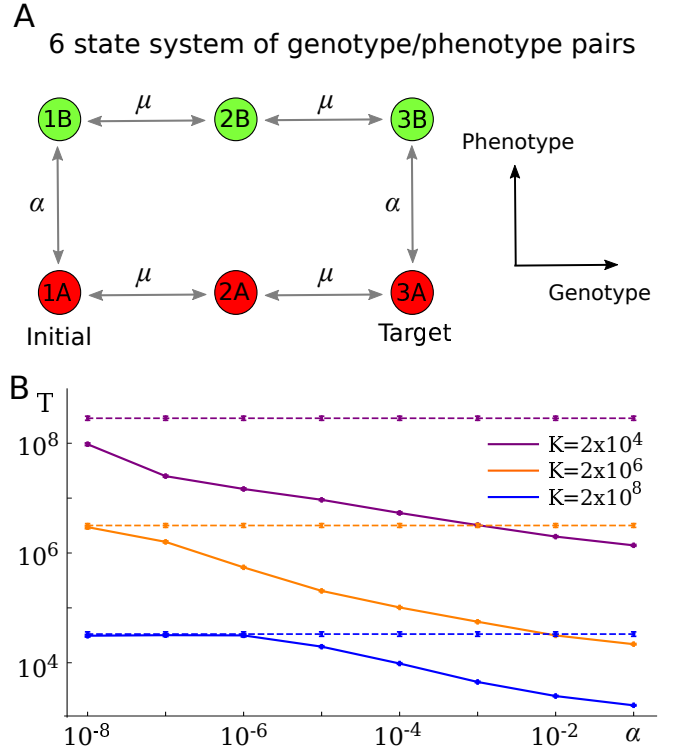 A
6 state system of genotype/phenotype pairs
1B μ 2B μ 3B
Phenotype
α α
1A μ 2A μ 3A
Genotype
Initial Target
B T
10^8
K=2x10^4
K=2x10^6
K=2x10^8
10^6
10^4
10^-8 10^-6 10^-4 10^-2 α